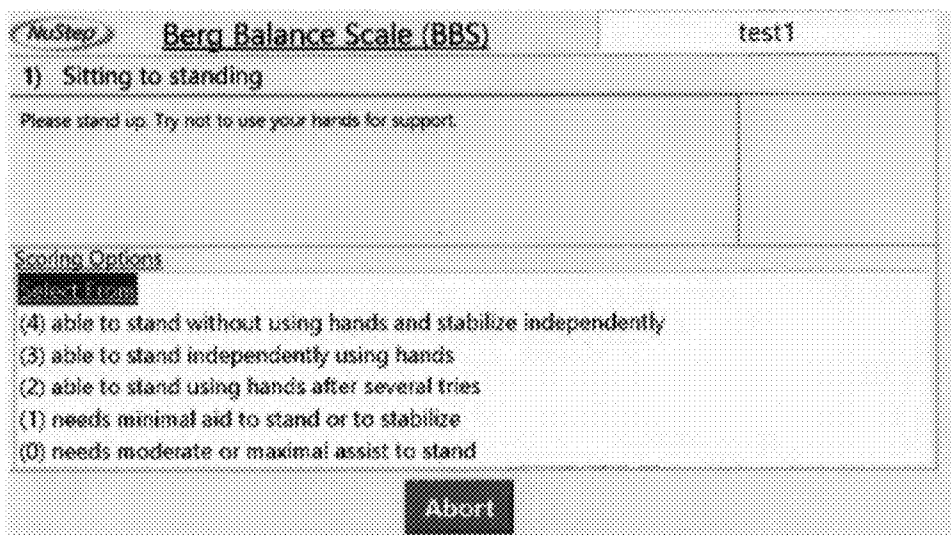 NuStep Berg Balance Scale (BBS) test1
1) Sitting to standing
Please stand up. Try not to use your hands for support.
Scoring Options
(4) able to stand without using hands and stabilize independently
(3) able to stand independently using hands
(2) able to stand using hands after several tries
(1) needs minimal aid to stand or to stabilize
(0) needs moderate or maximal assist to stand
Abort